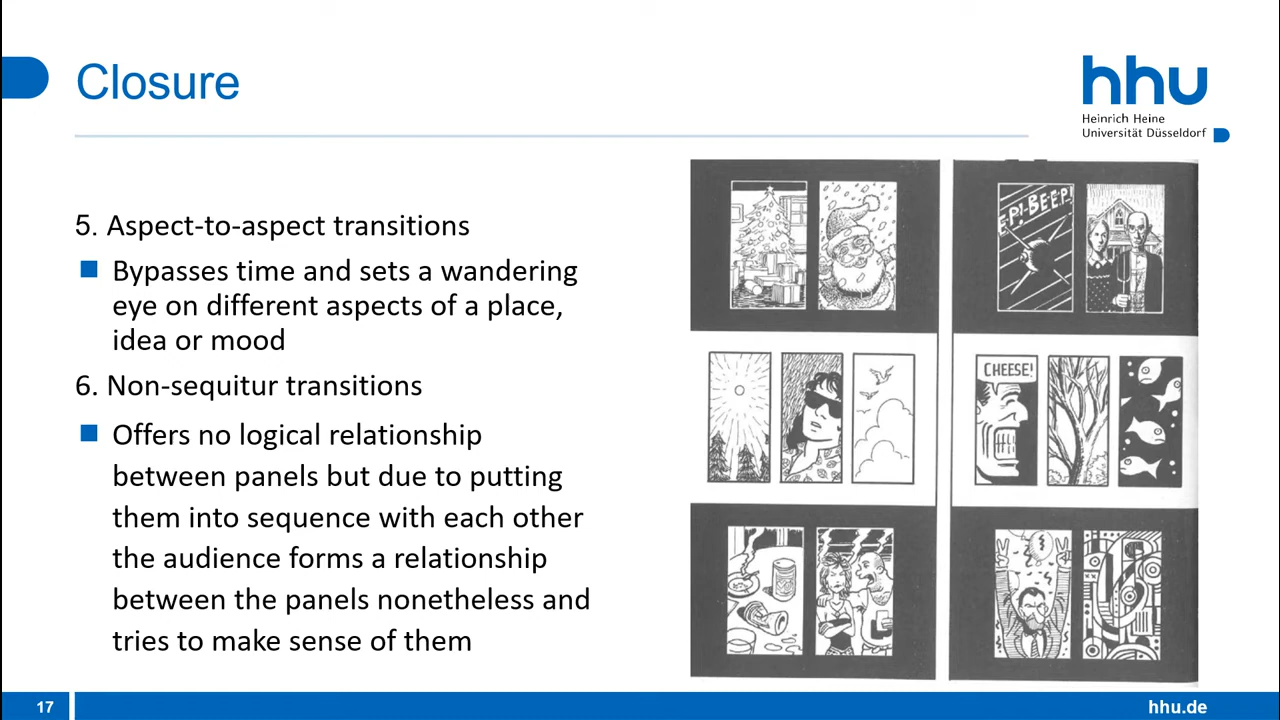 Closure
hhu
Heinrich Heine
Universität Düsseldorf
5. Aspect-to-aspect transitions
Bypasses time and sets a wandering
eye on different aspects of a place,
idea or mood
6. Non-sequitur transitions
Offers no logical relationship
between panels but due to putting
them into sequence with each other
the audience forms a relationship
between the panels nonetheless and
tries to make sense of them
EP!-BEEP!
CHEESE!
17
hhu.de